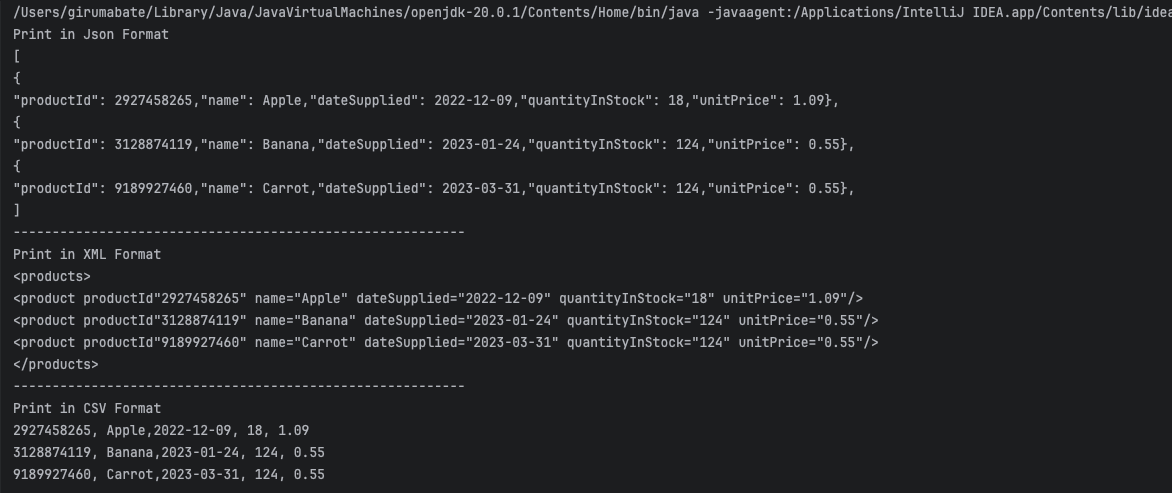 /Users/girumabate/Library/Java/JavaVirtualMachines/openjdk-20.0.1/Contents/Home/bin/java -javaagent:/Applications/IntelliJ IDEA.app/Contents/lib/idea
Print in Json Format
[
{
"productId": 2927458265,"name": Apple,"dateSupplied": 2022-12-09,"quantityInStock": 18,"unitPrice": 1.09},
{
"productId": 3128874119,"name": Banana,"dateSupplied": 2023-01-24,"quantityInStock": 124,"unitPrice": 0.55},
{
"productId": 9189927460,"name": Carrot,"dateSupplied": 2023-03-31,"quantityInStock": 124,"unitPrice": 0.55},
]
----------------------------------------------------------
Print in XML Format
<products>
<product productId"2927458265" name="Apple" dateSupplied="2022-12-09" quantityInStock="18" unitPrice="1.09"/>
<product productId"3128874119" name="Banana" dateSupplied="2023-01-24" quantityInStock="124" unitPrice="0.55"/>
<product productId"9189927460" name="Carrot" dateSupplied="2023-03-31" quantityInStock="124" unitPrice="0.55"/>
</products>
----------------------------------------------------------
Print in CSV Format
2927458265, Apple,2022-12-09, 18, 1.09
3128874119, Banana,2023-01-24, 124, 0.55
9189927460, Carrot,2023-03-31, 124, 0.55